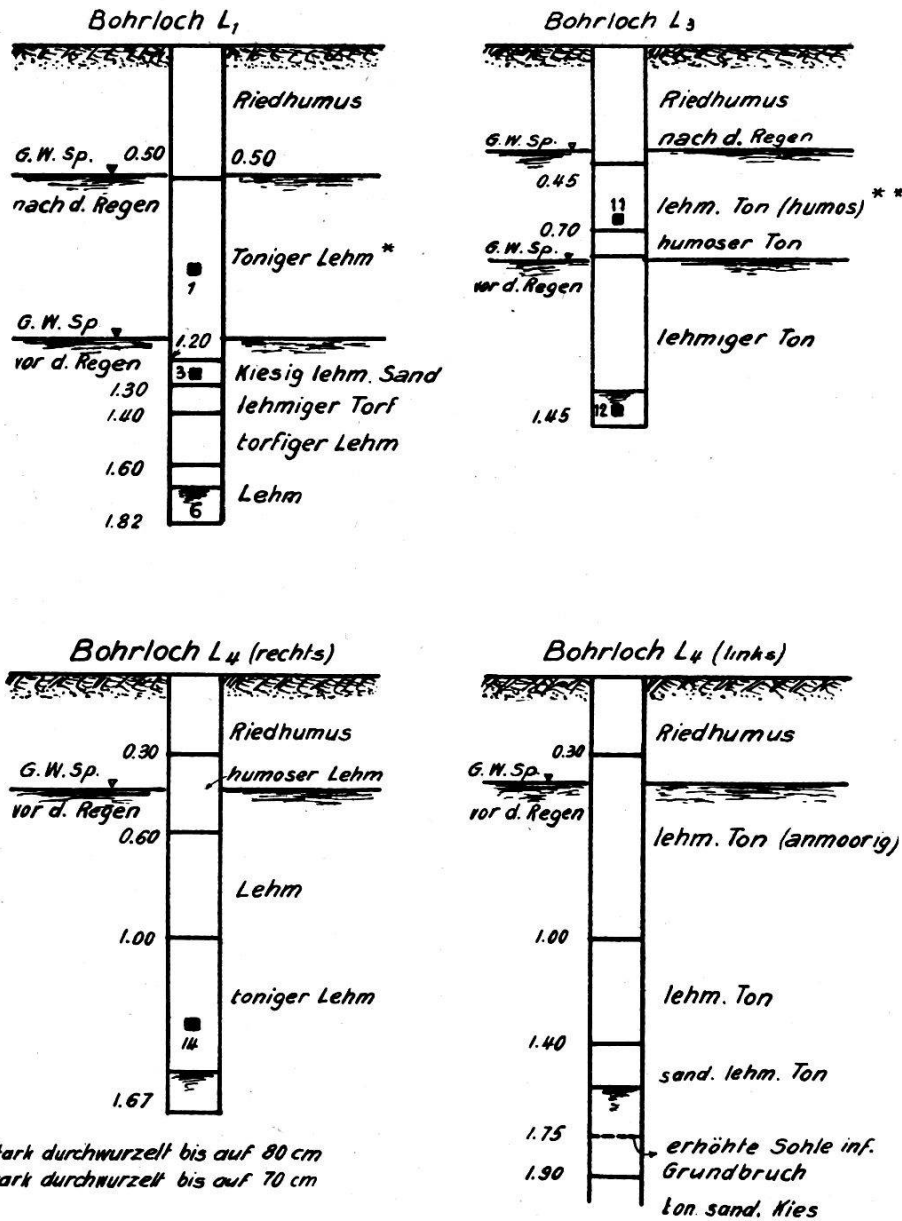 Bohrloch L1
Riedhumus
G.W. Sp. 0.50 0.50
nach d. Regen
Toniger Lehm *
1
G.W. Sp
1.20
vor d. Regen
3 Kiesig lehm. Sand
1.30
lehmiger Torf
1.40
torfiger Lehm
1.60
Lehm
6
1.82
Bohrloch L3
Riedhumus
G.W. Sp. nach d. Regen
0.45
11 lehm. Ton (humos) * *
0.70
humoser Ton
G.W. Sp.
vor d. Regen
lehmiger Ton
1.45 12
Bohrloch L4 (rechts)
Riedhumus
0.30
G.W. Sp. humoser Lehm
vor d. Regen
0.60
Lehm
1.00
toniger Lehm
14
1.67
Bohrloch L4 (links)
Riedhumus
0.30
G.W. Sp.
vor d. Regen
lehm. Ton (anmoorig)
1.00
lehm. Ton
1.40
sand. lehm. Ton
1.75
erhöhte Sohle inf.
1.90 Grundbruch
ton. sand. Kies
tark durchwurzelt bis auf 80 cm
ark durchwurzelt bis auf 70 cm